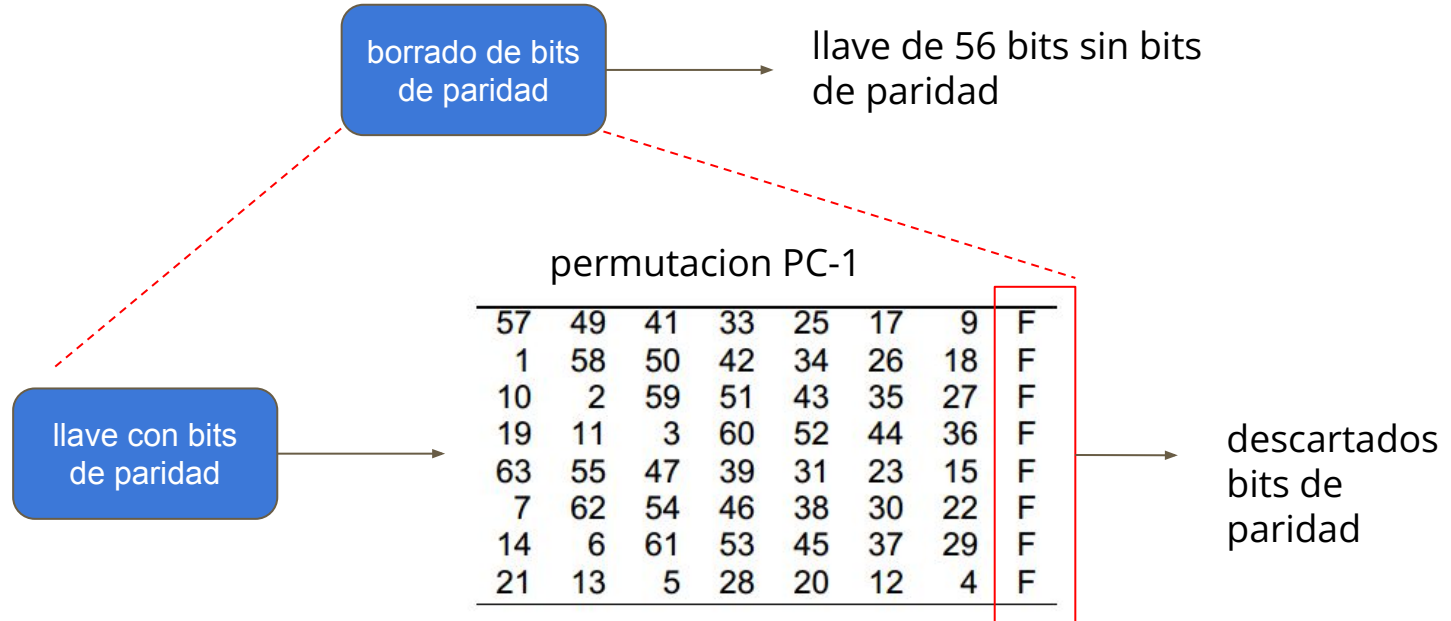 borrado de bits
de paridad
llave de 56 bits sin bits
de paridad
permutacion PC-1
57 49 41 33 25 17 9 F
1 58 50 42 34 26 18 F
10 2 59 51 43 35 27 F
19 11 3 60 52 44 36 F
63 55 47 39 31 23 15 F
7 62 54 46 38 30 22 F
14 6 61 53 45 37 29 F
21 13 5 28 20 12 4 F
llave con bits
de paridad
descartados
bits de
paridad